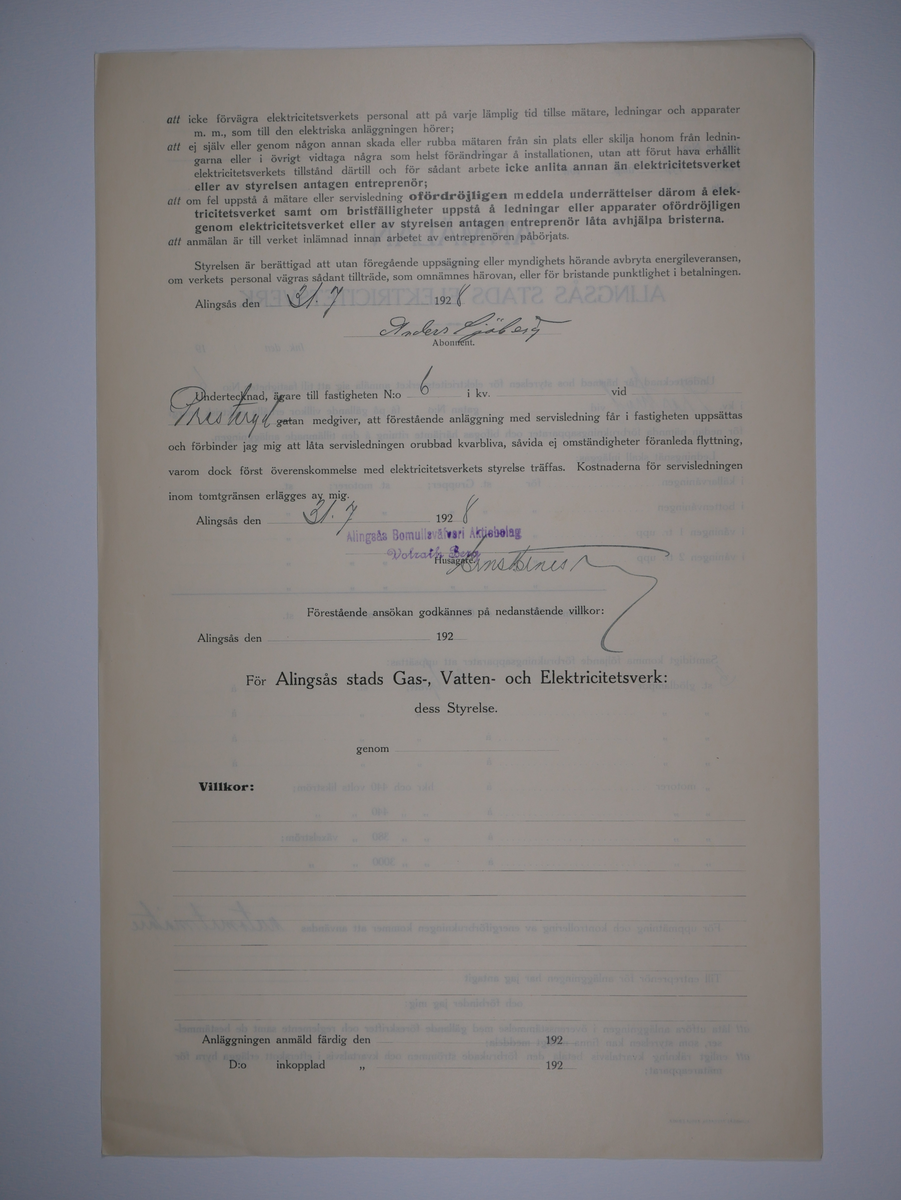 att icke förvägra elektricitetsverkets personal att på varje lämplig tid tillse mätare, ledningar och apparater
m. m., som till den elektriska anläggningen hörer;
att ej själv eller genom någon annan skada eller rubba mätaren från sin plats eller skilja honom från lednin-
garna eller i övrigt vidtaga några som helst förändringar å installationen, utan att förut hava erhållit
elektricitetsverkets tillstånd därtill och för sådant arbete icke anlita annan än elektricitetsverket
eller av styrelsen antagen entreprenör;
att om fel uppstå å mätare eller servisledning ofördröjligen meddela underrättelser därom å elek-
tricitetsverket samt om bristfälligheter uppstå å ledningar eller apparater ofördröjligen
genom elektricitetsverket eller av styrelsen antagen entreprenör låta avhjälpa bristerna.
att anmälan är till verket inlämnad innan arbetet av entreprenören påbörjats.
Styrelsen är berättigad att utan föregående uppsägning eller myndighets hörande avbryta energileveransen,
om verkets personal vägras sådant tillträde, som omnämnes härovan, eller för bristande punktlighet i betalningen.
Alingsås den 31.7 1928
Anders Sjöberg
Abonnent.
Undertecknad, ägare till fastigheten N:o 6 i kv. vid
gatan medgiver, att förestående anläggning med servisledning får i fastigheten uppsättas
och förbinder jag mig att låta servisledningen orubbad kvarbliva, såvida ej omständigheter föranleda flyttning,
varom dock först överenskommelse med elektricitetsverkets styrelse träffas. Kostnaderna för servisledningen
inom tomtgränsen erlägges av mig.
Alingsås den 31.7 1928
Alingsås Bomullsväfveri Aktiebolag
Volrath Berg
Husägare.
Förestående ansökan godkännes på nedanstående villkor:
Alingsås den 192
För Alingsås stads Gas-, Vatten- och Elektricitetsverk:
dess Styrelse.
genom
Villkor:
Anläggningen anmäld färdig den 192
D:o inkopplad „ 192